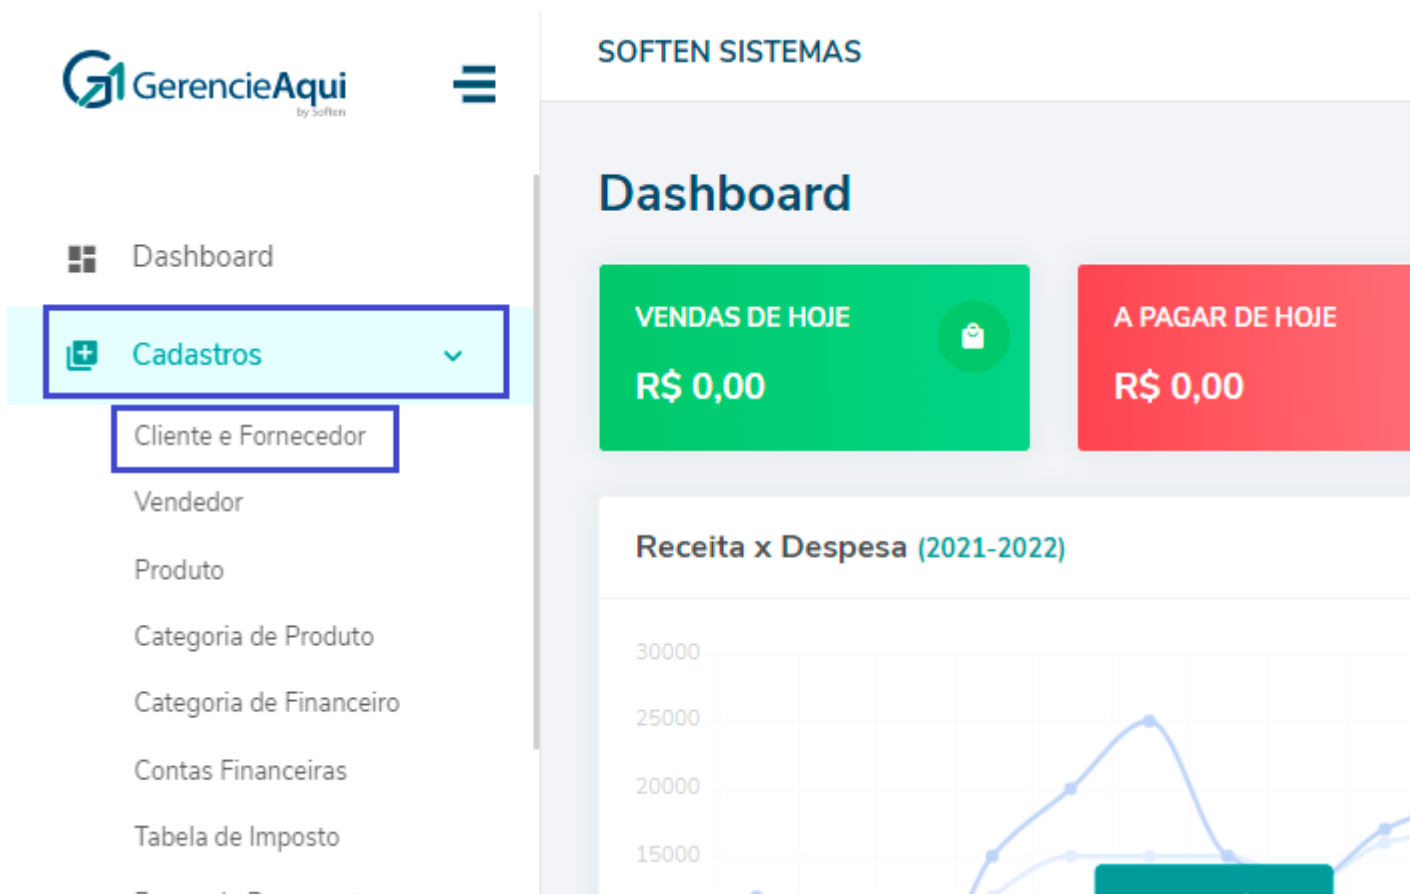 GerencieAqui
by Soften
SOFTEN SISTEMAS
Dashboard
Dashboard
Cadastros
Cliente e Fornecedor
Vendedor
Produto
Categoria de Produto
Categoria de Financeiro
Contas Financeiras
Tabela de Imposto
VENDAS DE HOJE
R$ 0,00
A PAGAR DE HOJE
R$ 0,00
Receita x Despesa (2021-2022)
30000
25000
20000
15000